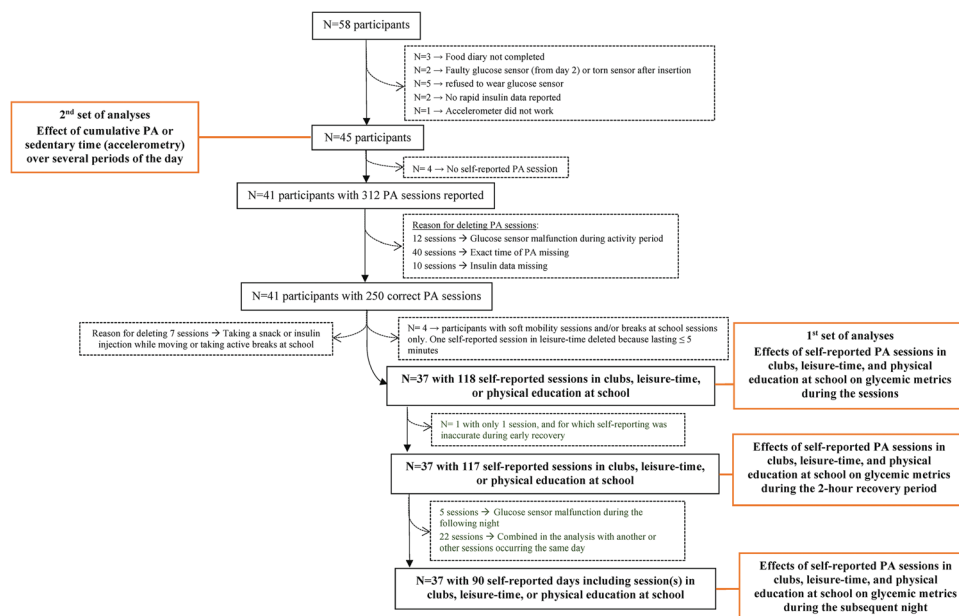 N=58 participants
N=3 → Food diary not completed
N=2 → Faulty glucose sensor (from day 2) or torn sensor after insertion
N=5 → refused to wear glucose sensor
N=2 → No rapid insulin data reported
N=1 → Accelerometer did not work
2nd set of analyses
Effect of cumulative PA or
sedentary time (accelerometry)
over several periods of the day
N=45 participants
N= 4 → No self-reported PA session
N=41 participants with 312 PA sessions reported
Reason for deleting PA sessions:
12 sessions → Glucose sensor malfunction during activity period
40 sessions → Exact time of PA missing
10 sessions → Insulin data missing
N=41 participants with 250 correct PA sessions
Reason for deleting 7 sessions → Taking a snack or insulin
injection while moving or taking active breaks at school
N= 4 → participants with soft mobility sessions and/or breaks at school sessions
only. One self-reported session in leisure-time deleted because lasting ≤ 5
minutes
1st set of analyses
Effects of self-reported PA sessions in
clubs, leisure-time, and physical
education at school on glycemic metrics
during the sessions
N=37 with 118 self-reported sessions in clubs, leisure-time,
or physical education at school
N= 1 with only 1 session, and for which self-reporting was
inaccurate during early recovery
N=37 with 117 self-reported sessions in clubs, leisure-time,
or physical education at school
Effects of self-reported PA sessions in
clubs, leisure-time, and physical
education at school on glycemic metrics
during the 2-hour recovery period
5 sessions → Glucose sensor malfunction during the
following night
22 sessions → Combined in the analysis with another or
other sessions occurring the same day
N=37 with 90 self-reported days including session(s) in
clubs, leisure-time, or physical education at school
Effects of self-reported PA sessions in
clubs, leisure-time, and physical
education at school on glycemic metrics
during the subsequent night